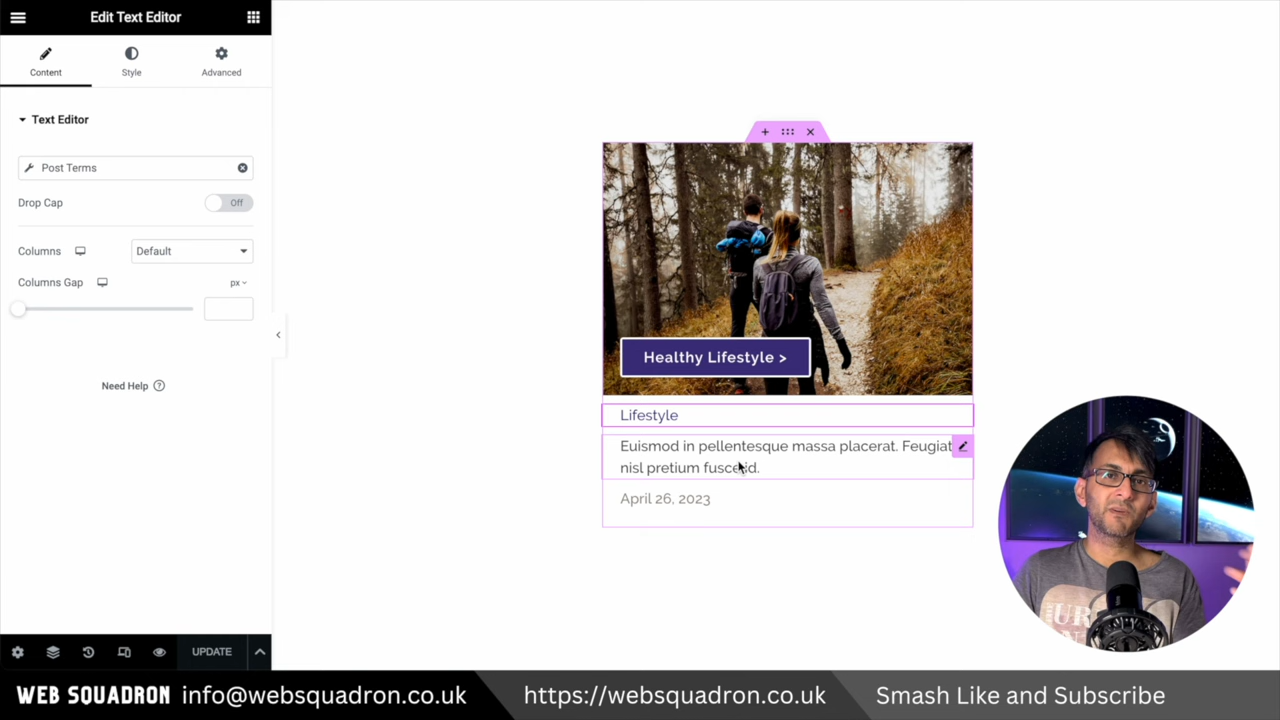 Edit Text Editor
Content
Style
Advanced
Text Editor
Post Terms
Drop Cap
Off
Columns
Default
Columns Gap
px
Need Help ?
UPDATE
Healthy Lifestyle >
Lifestyle
Euismod in pellentesque massa placerat. Feugiat
nisl pretium fusce id.
April 26, 2023
WEB SQUADRON info@websquadron.co.uk https://websquadron.co.uk Smash Like and Subscribe